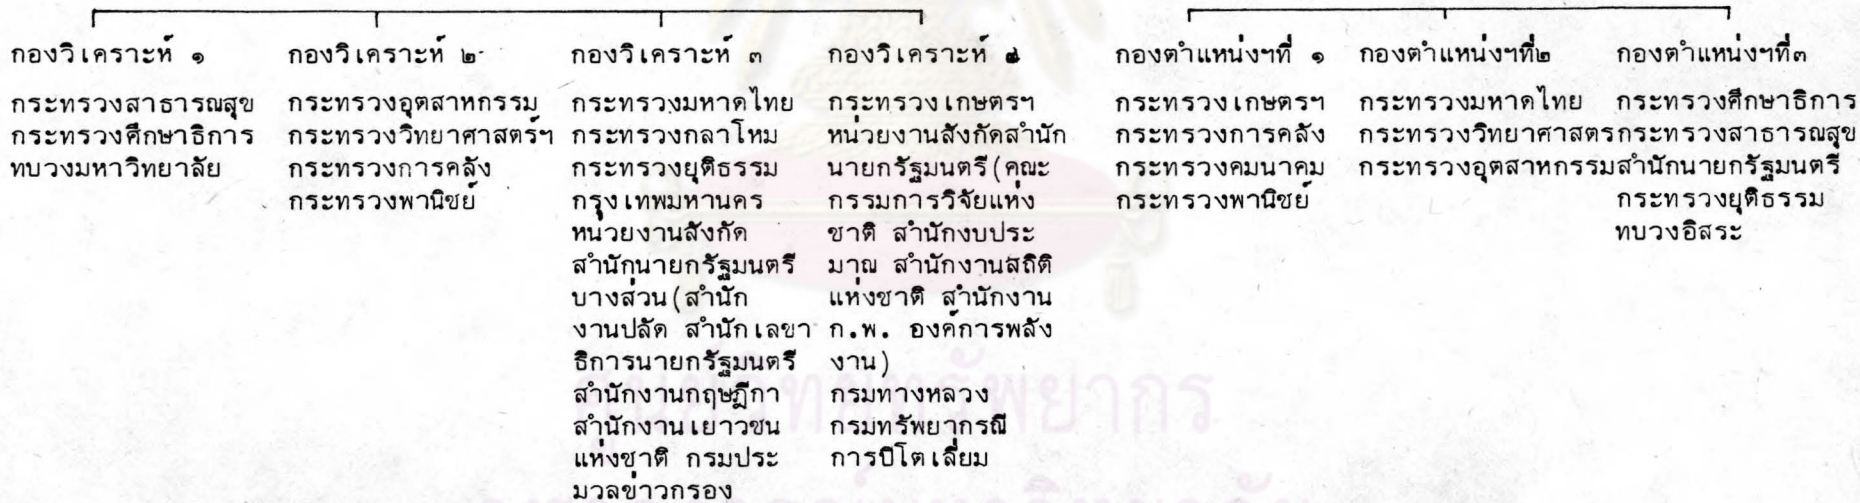 กองวิเคราะห์ ๑
กระทรวงสาธารณสุข
กระทรวงศึกษาธิการ
ทบวงมหาวิทยาลัย
กองวิเคราะห์ ๒
กระทรวงอุตสาหกรรม
กระทรวงวิทยาศาสตร์ฯ
กระทรวงการคลัง
กระทรวงพานิชย์
กองวิเคราะห์ ๓
กระทรวงมหาดไทย
กระทรวงกลาโหม
กระทรวงยุติธรรม
กรุงเทพมหานคร
หนวยงานสังกัด
สำนักนายกรัฐมนตรี
บางส่วน(สำนัก
งานปลัด สำนักเลขา
ธิการนายกรัฐมนตรี
สำนักงานกฤษฎีกา
สำนักงานเยาวชน
แห่งชาติ กรมประ
มวลข่าวกรอง
กองวิเคราะห์ ๔
กระทรวงเกษตรฯ
หน่วยงานสังกัดสำนัก
นายกรัฐมนตรี(คณะ
กรรมการวิจัยแห่ง
ชาติ สำนักงบประ
มาณ สำนักงานสถิติ
แห่งชาติ สำนักงาน
ก.พ. องค์การพลัง
งาน)
กรมทางหลวง
กรมทรัพยากรณี
การปิโตเลี่ยม
กองตำแหน่งฯที่ ๑
กระทรวงเกษตรฯ
กระทรวงการคลัง
กระทรวงคมนาคม
กระทรวงพานิชย์
กองตำแหน่งฯที่๒
กระทรวงมหาดไทย
กระทรวงวิทยาศาสตร
กระทรวงอุตสาหกรรม
กองตำแหน่งฯที่๓
กระทรวงศึกษาธิการ
กระทรวงสาธารณสุข
สำนักนายกรัฐมนตรี
กระทรวงยุติธรรม
ทบวงอิสระ
ศูนย์วิทยทรัพยากร